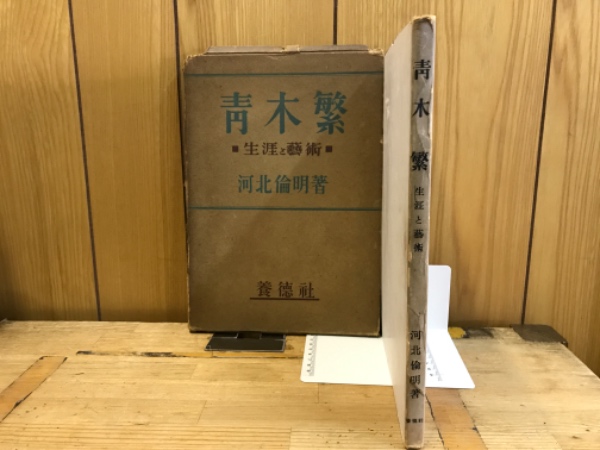 青木繁
■生涯と藝術■
河北倫明著
養德社
青木繁
生涯と藝術
河北倫明著